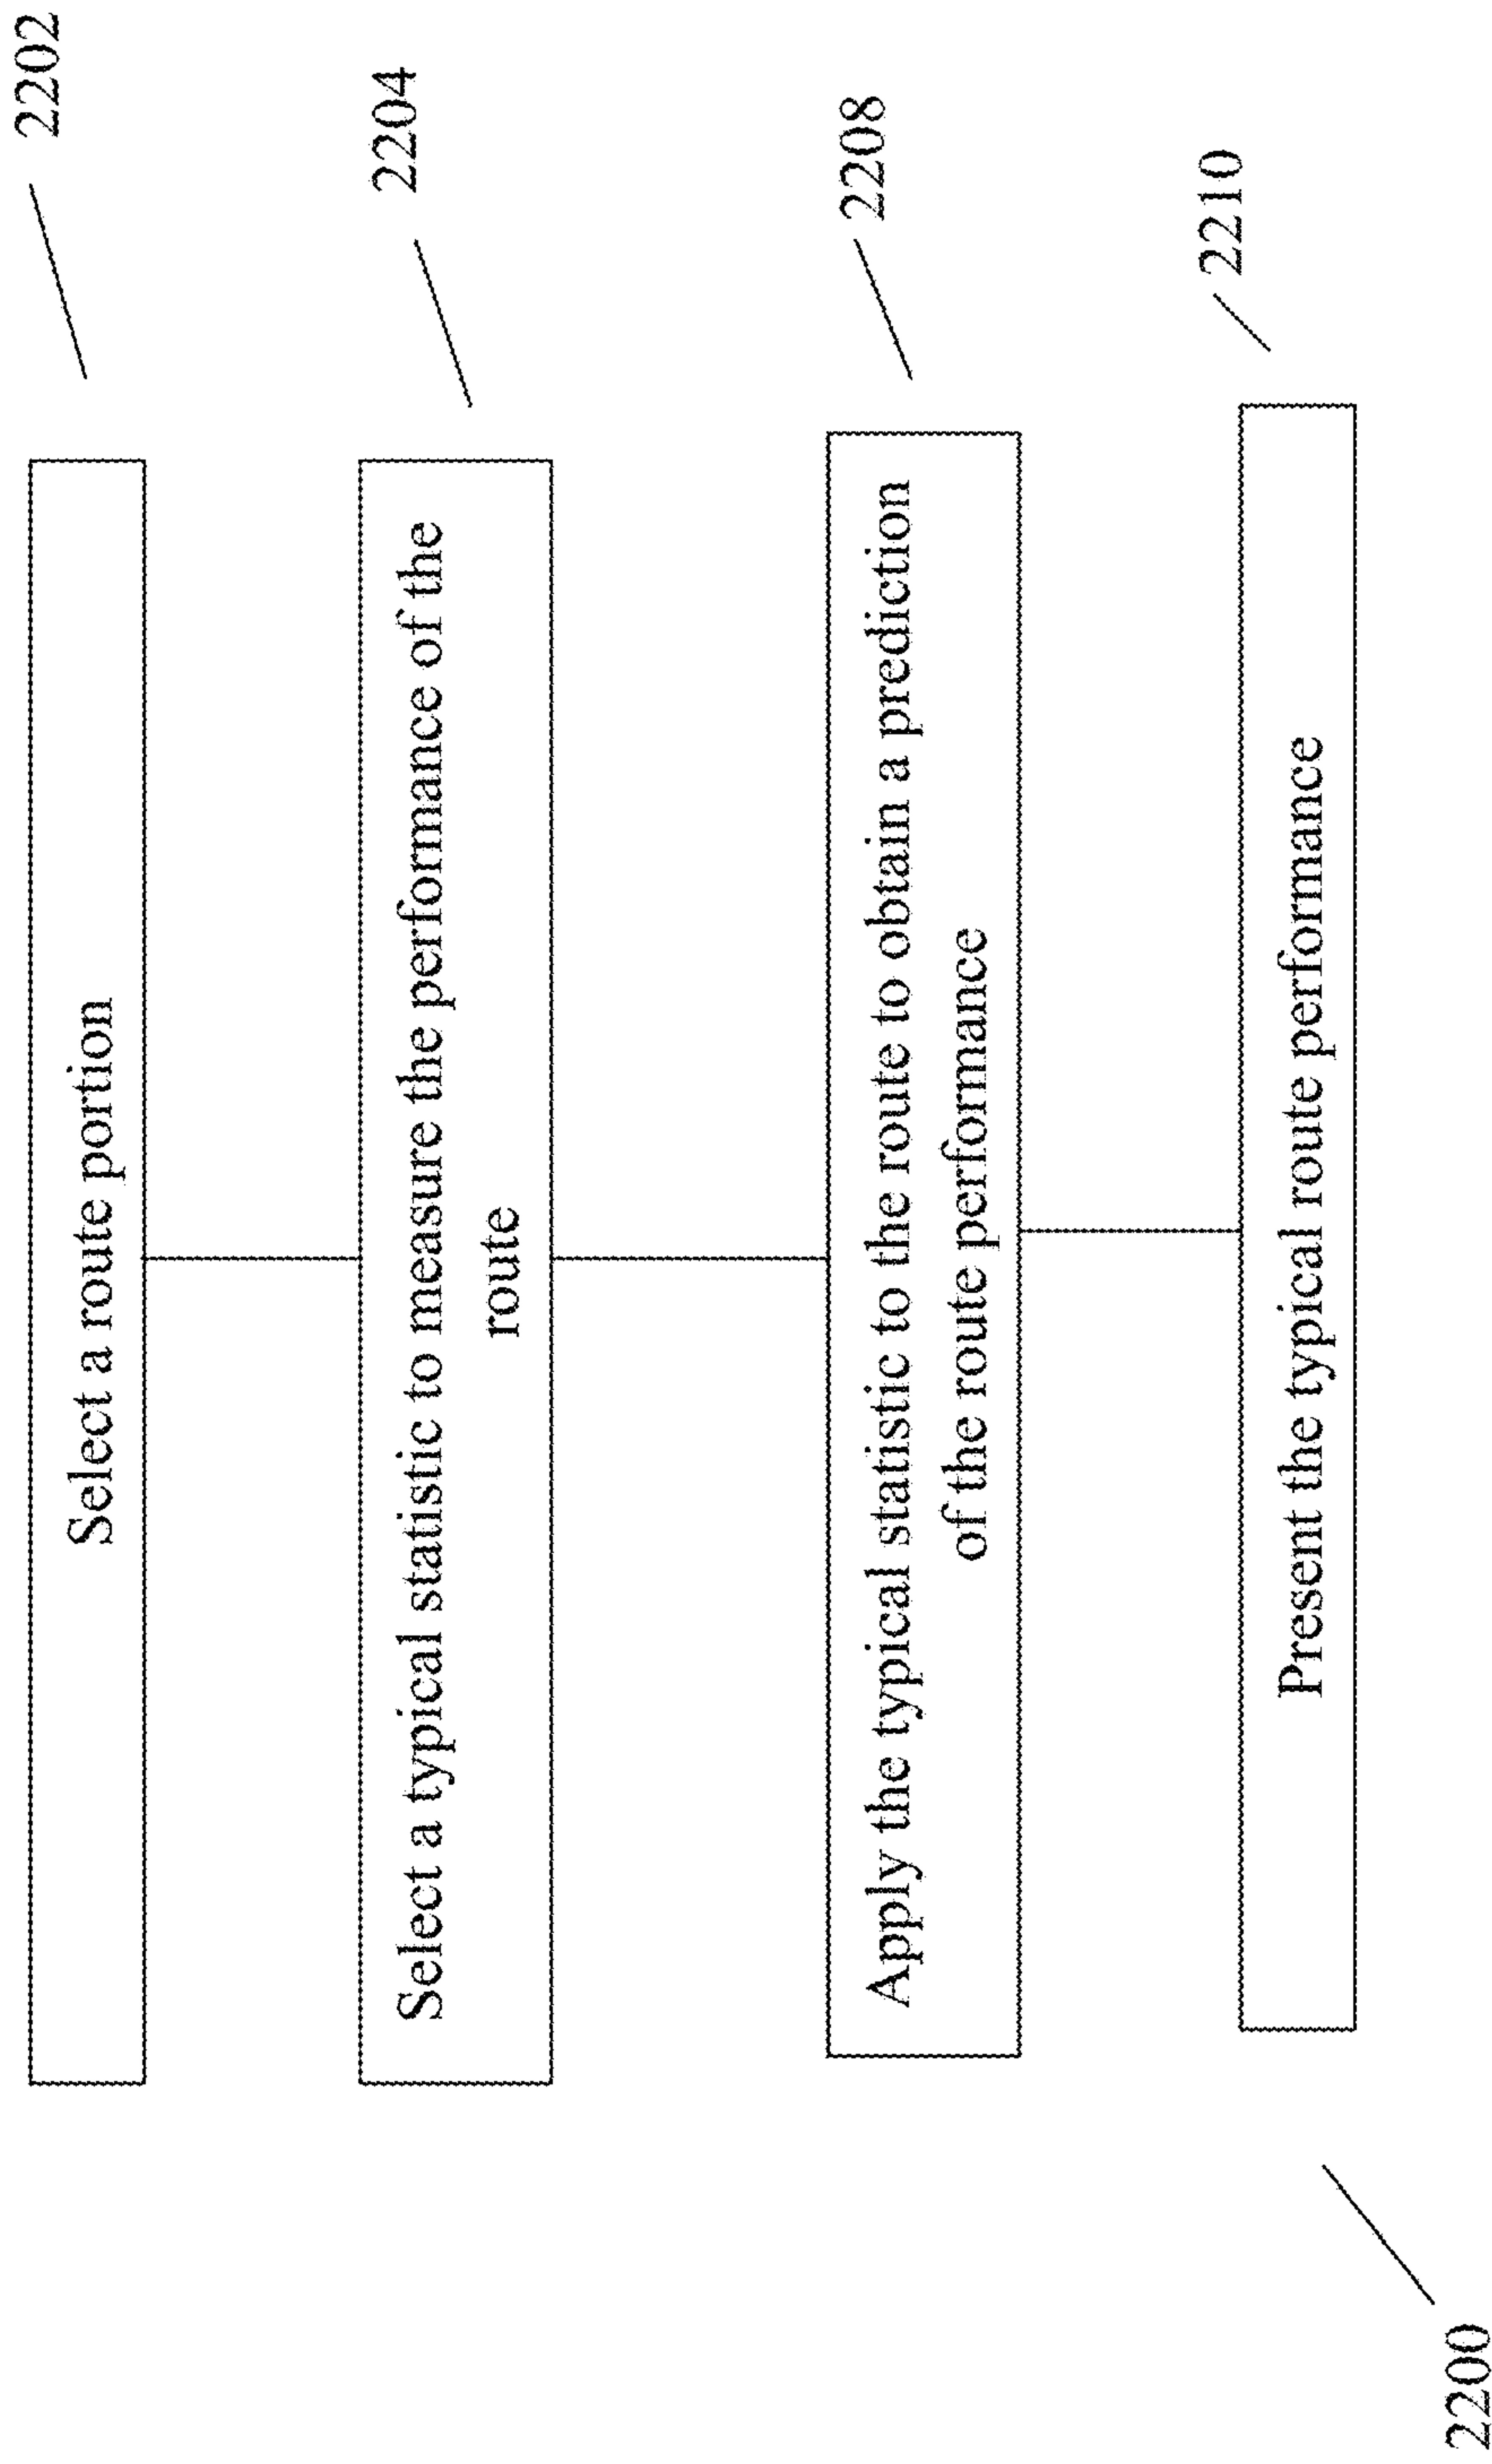 2202
Select a route portion
2204
Select a typical statistic to measure the performance of the
route
2208
Apply the typical statistic to the route to obtain a prediction
of the route performance
2210
Present the typical route performance
2200